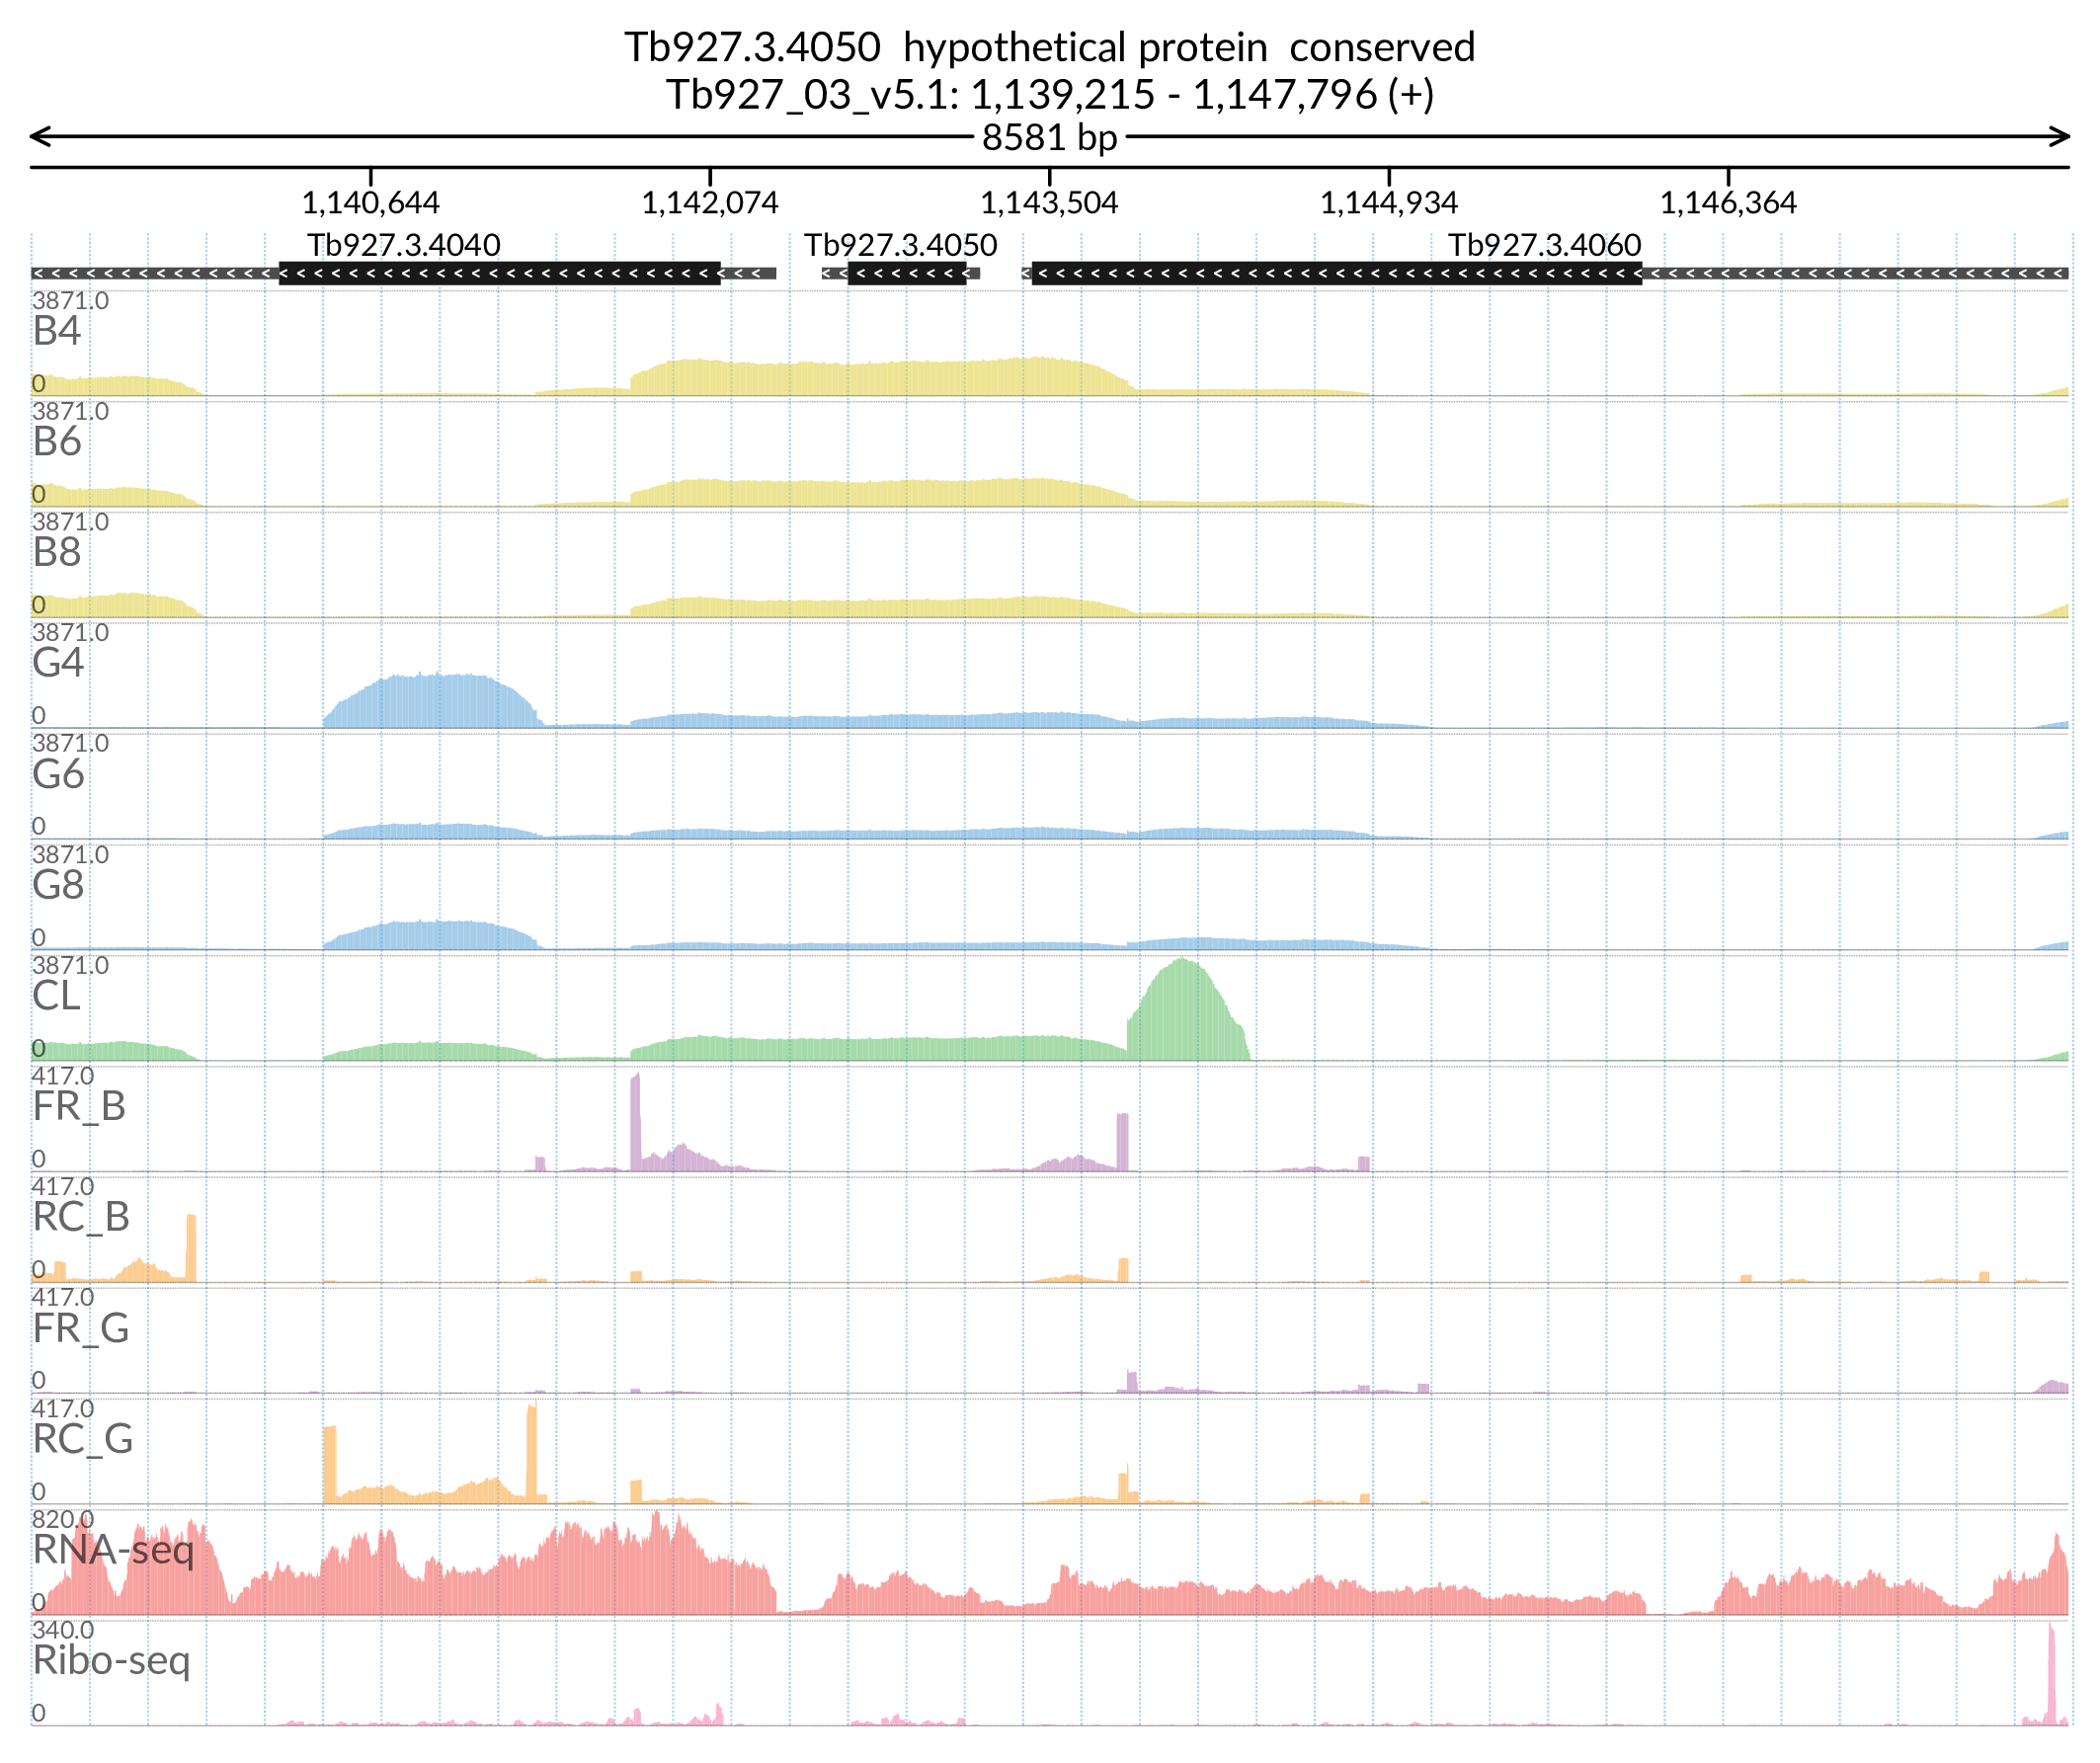 Tb927.3.4050 hypothetical protein conserved
Tb927_03_v5.1: 1,139,215 - 1,147,796 (+)
8581 bp
1,140,644 1,142,074 1,143,504 1,144,934 1,146,364
Tb927.3.4040 Tb927.3.4050 Tb927.3.4060
3871.0
B4
0
3871.0
B6
0
3871.0
B8
0
3871.0
G4
0
3871.0
G6
0
3871.0
G8
0
3871.0
CL
0
417.0
FR_B
0
417.0
RC_B
0
417.0
FR_G
0
417.0
RC_G
0
820.0
RNA-seq
0
340.0
Ribo-seq
0